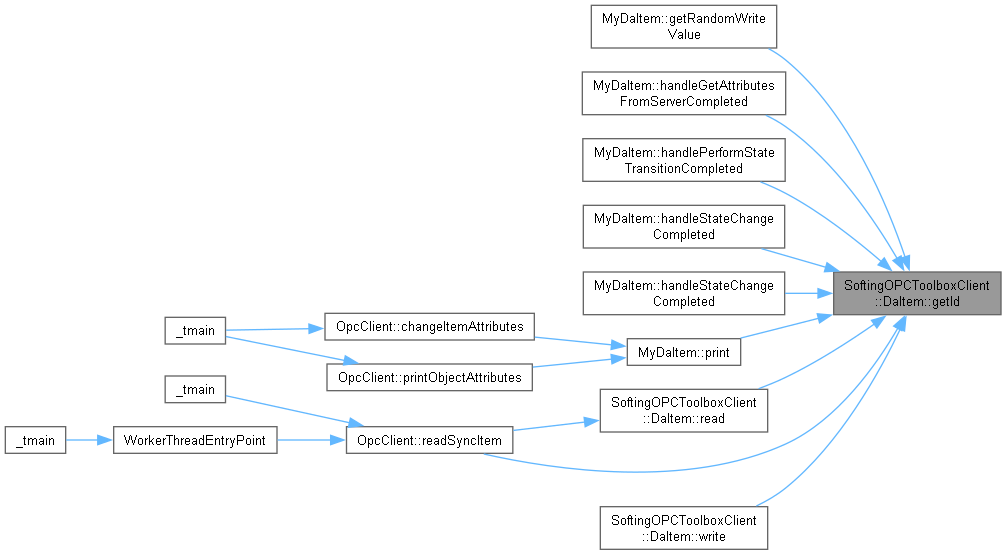 MyDaItem::getRandomWrite
Value
MyDaItem::handleGetAttributes
FromServerCompleted
MyDaItem::handlePerformState
TransitionCompleted
MyDaItem::handleStateChange
Completed
MyDaItem::handleStateChange
Completed
SoftingOPCToolboxClient
::DaItem::getId
_tmain
OpcClient::changeItemAttributes
MyDaItem::print
OpcClient::printObjectAttributes
_tmain
SoftingOPCToolboxClient
::DaItem::read
_tmain
WorkerThreadEntryPoint
OpcClient::readSyncItem
SoftingOPCToolboxClient
::DaItem::write